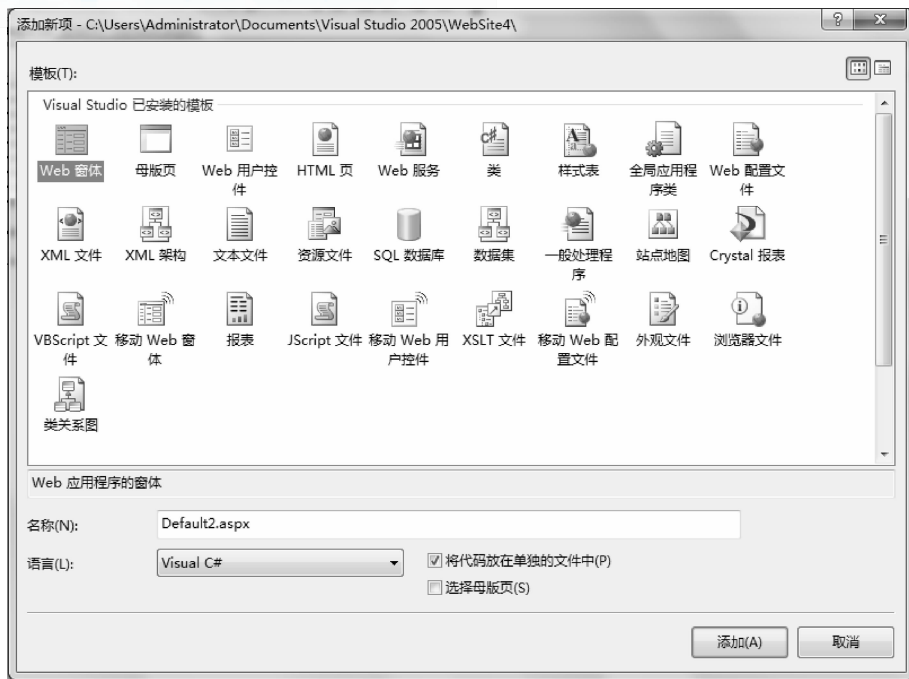 添加新项 - C:\Users\Administrator\Documents\Visual Studio 2005\WebSite4\
模板(T):
Visual Studio 已安装的模板
Web 窗体
母版页
Web 用户控
件
HTML 页
Web 服务
类
样式表
全局应用程
序类
Web 配置文
件
XML 文件
XML 架构
文本文件
资源文件
SQL 数据库
数据集
一般处理程
序
站点地图
Crystal 报表
VBScript 文
件
移动 Web 窗
体
报表
JScript 文件
移动 Web 用
户控件
XSLT 文件
移动 Web 配
置文件
外观文件
浏览器文件
类关系图
Web 应用程序的窗体
名称(N):
Default2.aspx
语言(L):
Visual C#
将代码放在单独的文件中(P)
选择母版页(S)
添加(A)
取消